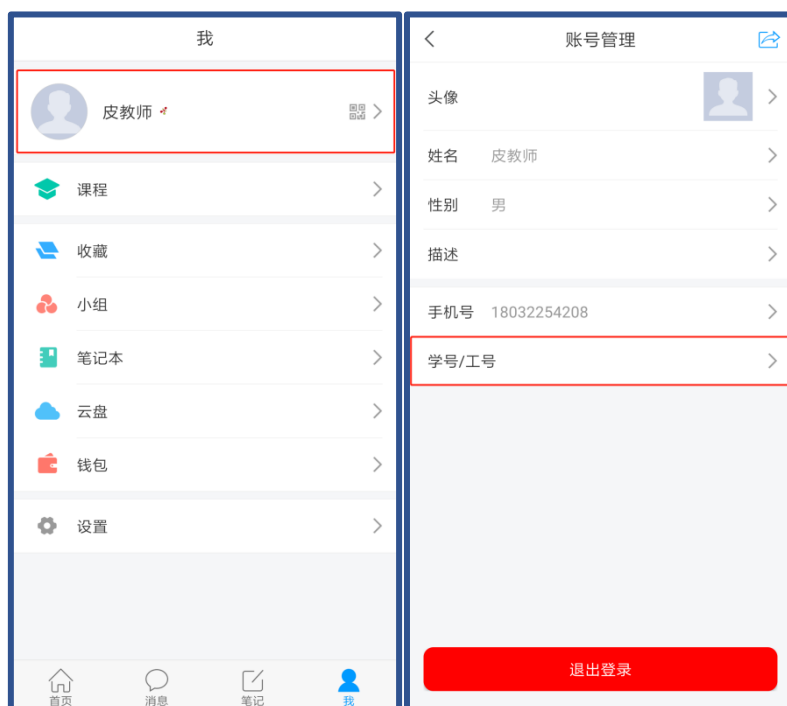 我
皮教师
课程
收藏
小组
笔记本
云盘
钱包
设置
首页
消息
笔记
我
账号管理
头像
姓名 皮教师
性别 男
描述
手机号 18032254208
学号/工号
退出登录